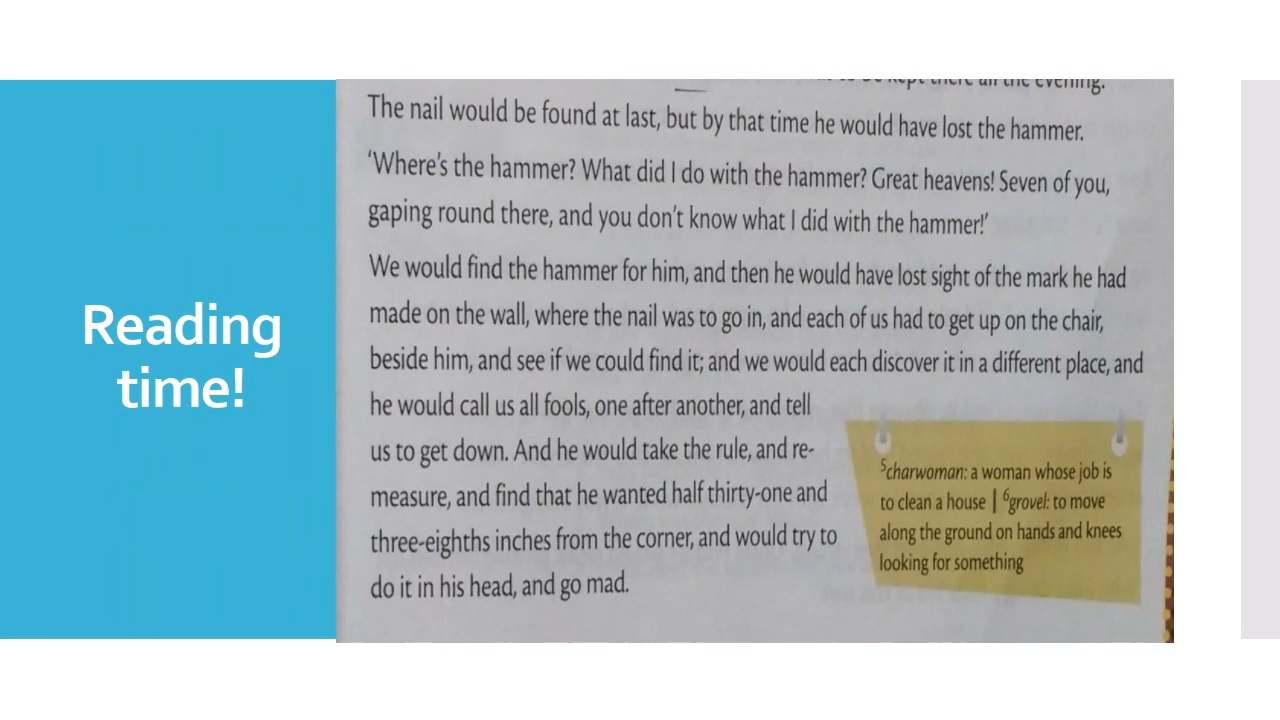 Reading
time!
kept there all the evening.
The nail would be found at last, but by that time he would have lost the hammer.
‘Where’s the hammer? What did I do with the hammer? Great heavens! Seven of you,
gaping round there, and you don’t know what I did with the hammer!’
We would find the hammer for him, and then he would have lost sight of the mark he had
made on the wall, where the nail was to go in, and each of us had to get up on the chair,
beside him, and see if we could find it; and we would each discover it in a different place, and
he would call us all fools, one after another, and tell
us to get down. And he would take the rule, and re-
measure, and find that he wanted half thirty-one and
three-eighths inches from the corner, and would try to
do it in his head, and go mad.
⁵charwoman: a woman whose job is
to clean a house | ⁶grovel: to move
along the ground on hands and knees
looking for something